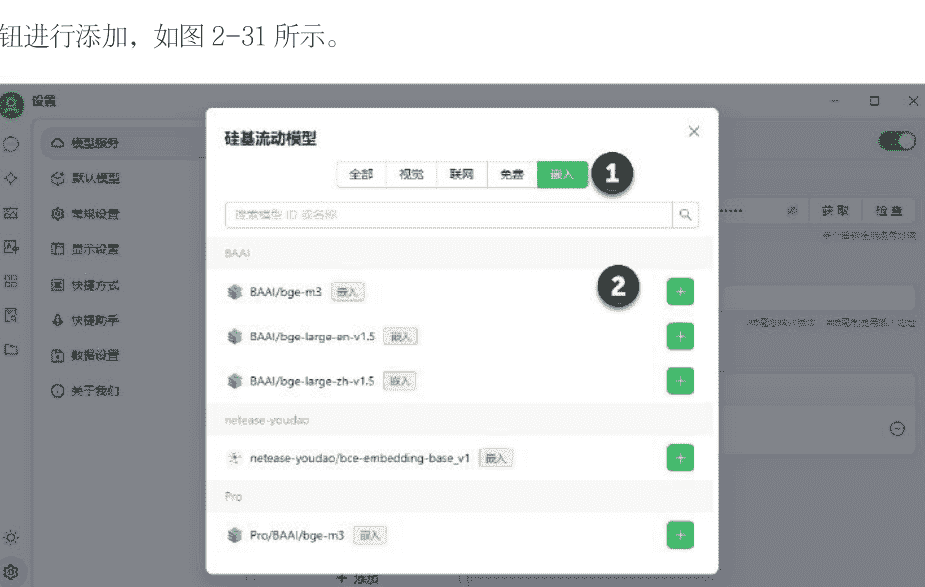 钮进行添加，如图 2-31 所示。
设置
硅基流动模型
模型服务
全部 视觉 联网 免费 嵌入 1
默认模型
常规设置
搜索模型 ID 或名称
获取 检查
BAAI
显示设置
BAAI/bge-m3 嵌入 2
快捷方式
快捷助手
BAAI/bge-large-en-v1.5 嵌入
数据设置
BAAI/bge-large-zh-v1.5 嵌入
关于我们
netease-youdao
netease-youdao/bce-embedding-base_v1 嵌入
Pro
Pro/BAAI/bge-m3 嵌入
添加